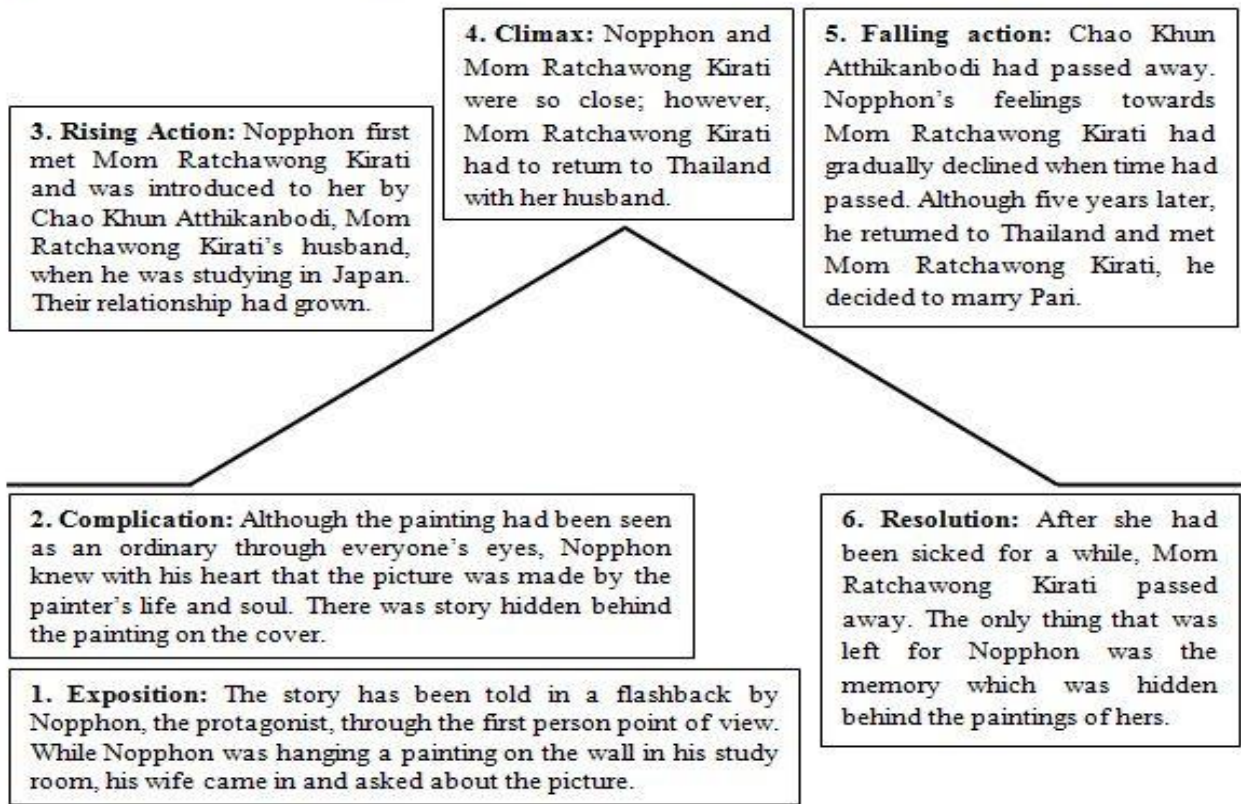 4. Climax: Nopphon and
Mom Ratchawong Kirati
were so close; however,
Mom Ratchawong Kirati
had to return to Thailand
with her husband.
5. Falling action: Chao Khun
Atthikanbodi had passed away.
Nopphon's feelings towards
Mom Ratchawong Kirati had
gradually declined when time had
passed. Although five years later,
he returned to Thailand and met
Mom Ratchawong Kirati, he
decided to marry Pari.
3. Rising Action: Nopphon first
met Mom Ratchawong Kirati
and was introduced to her by
Chao Khun Atthikanbodi, Mom
Ratchawong Kirati's husband,
when he was studying in Japan.
Their relationship had grown.
2. Complication: Although the painting had been seen
as an ordinary through everyone's eyes, Nopphon
knew with his heart that the picture was made by the
painter's life and soul. There was story hidden behind
the painting on the cover.
6. Resolution: After she had
been sicked for a while, Mom
Ratchawong Kirati passed
away. The only thing that was
left for Nopphon was the
memory which was hidden
behind the paintings of hers.
1. Exposition: The story has been told in a flashback by
Nopphon, the protagonist, through the first person point of view.
While Nopphon was hanging a painting on the wall in his study
room, his wife came in and asked about the picture.